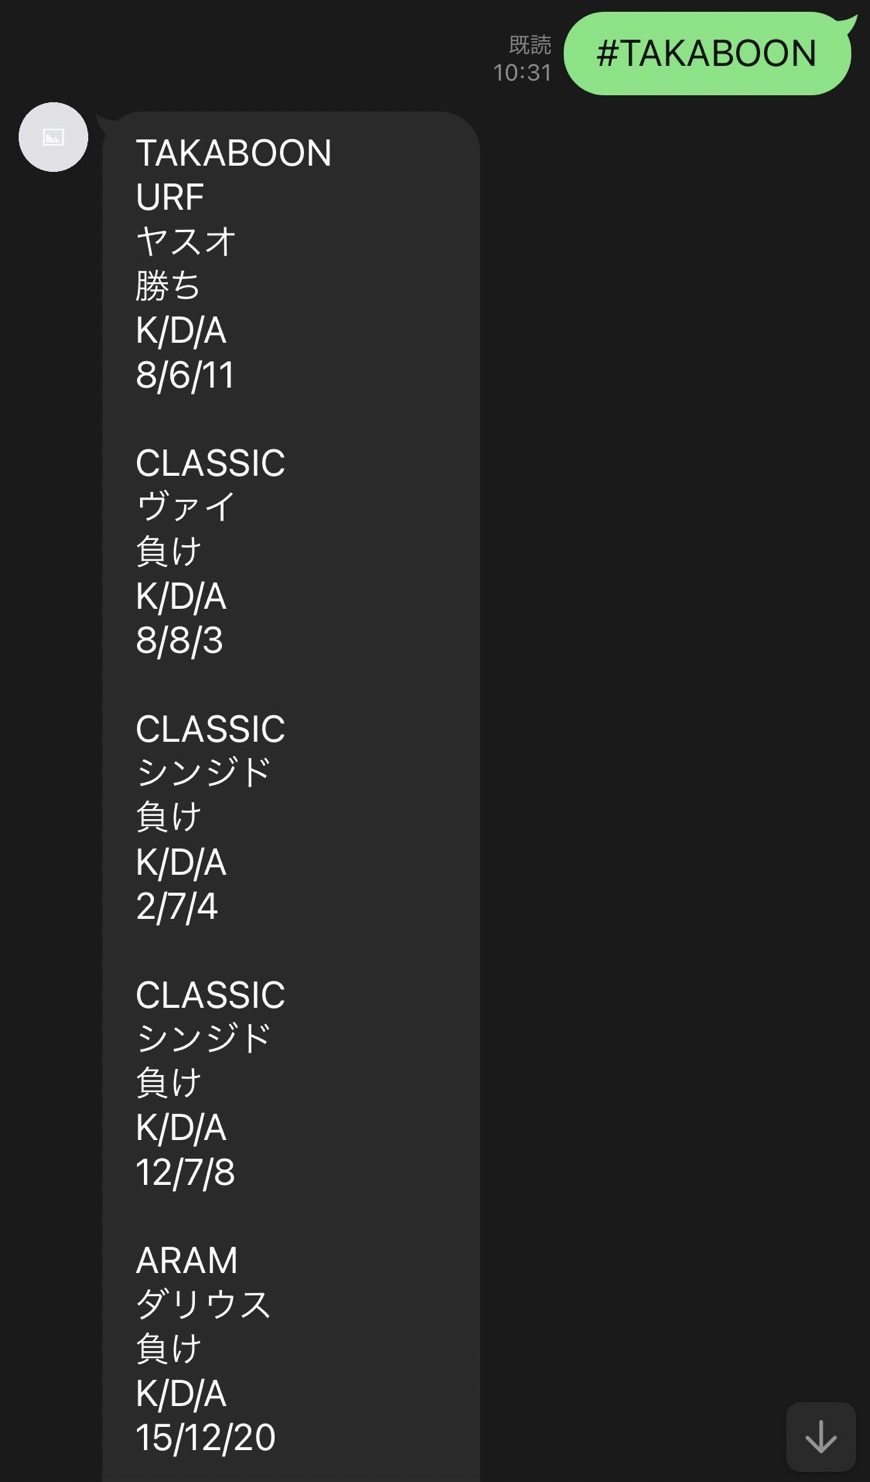 #TAKABOON
既読
10:31
TAKABOON
URF
ヤスオ
勝ち
K/D/A
8/6/11
CLASSIC
ヴァイ
負け
K/D/A
8/8/3
CLASSIC
シンジド
負け
K/D/A
2/7/4
CLASSIC
シンジド
負け
K/D/A
12/7/8
ARAM
ダリウス
負け
K/D/A
15/12/20